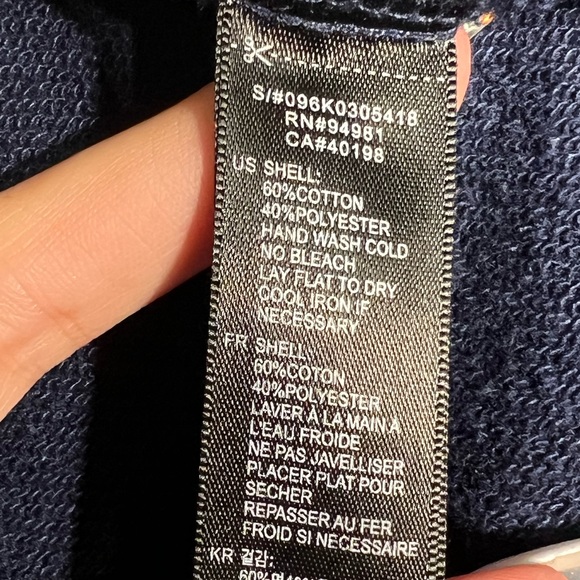 S/#096K0305418
RN#94981
CA#40198
US SHELL:
60%COTTON
40%POLYESTER
HAND WASH COLD
NO BLEACH
LAY FLAT TO DRY
COOL IRON IF
NECESSARY
FR SHELL:
60%COTON
40%POLYESTER
LAVER À LA MAIN À
L'EAU FROIDE
NE PAS JAVELLISER
PLACER PLAT POUR
SECHER
REPASSER AU FER
FROID SI NECESSAIRE
KR 겉감: